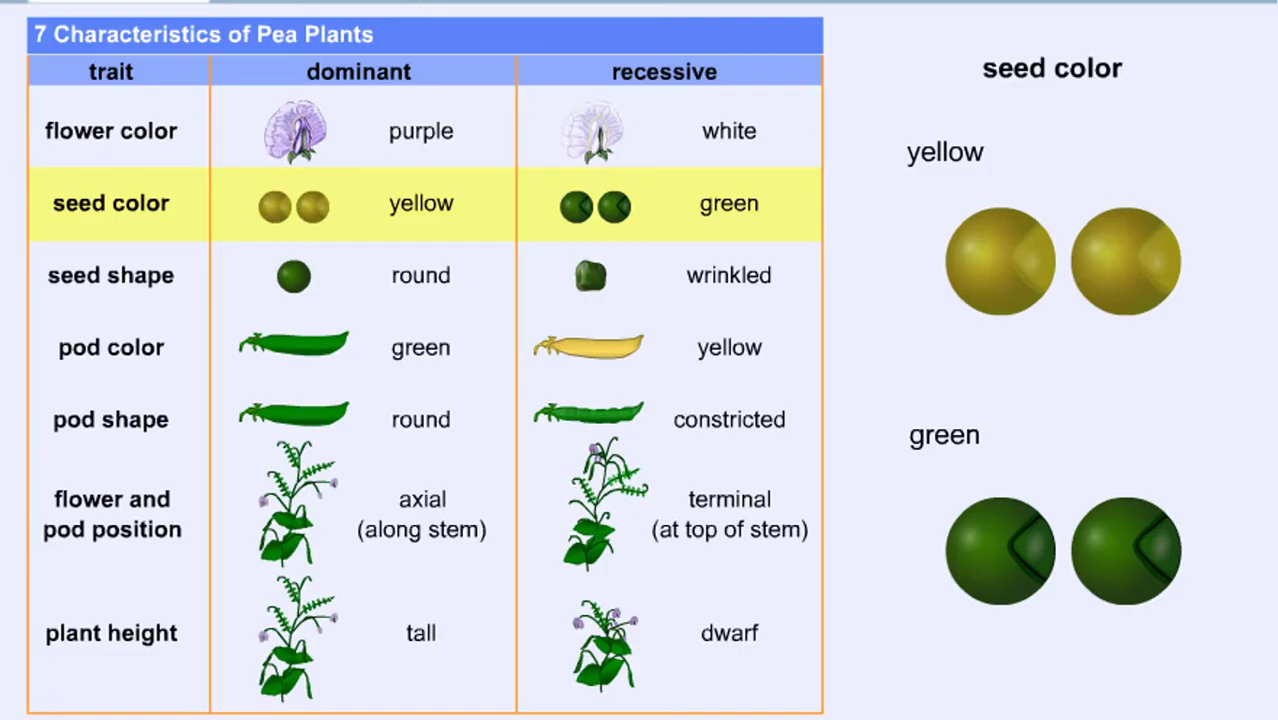 7 Characteristics of Pea Plants
trait dominant recessive
flower color purple white
seed color yellow green
seed shape round wrinkled
pod color green yellow
pod shape round constricted
flower and
pod position
axial
(along stem)
terminal
(at top of stem)
plant height tall dwarf
seed color
yellow
green